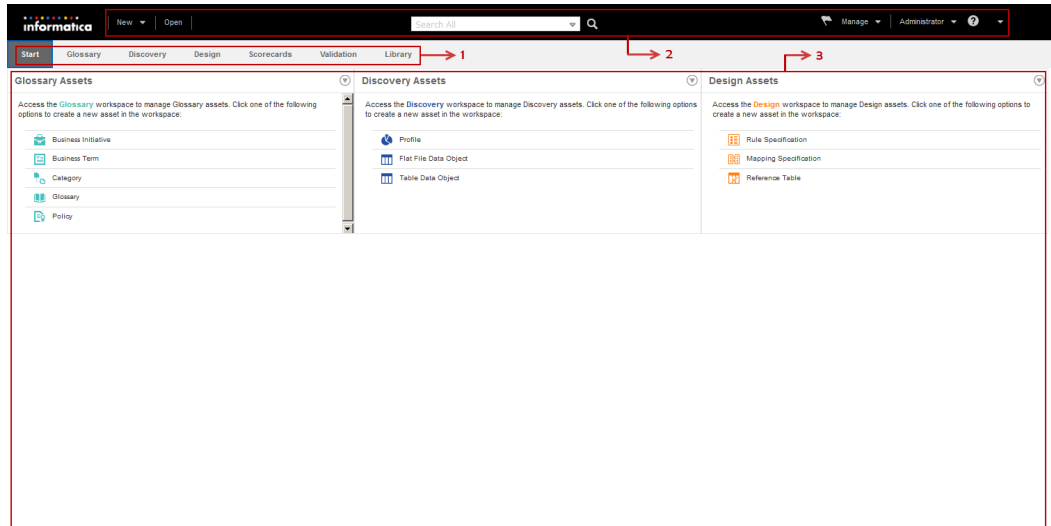 informatica
New Open Search All Manage Administrator ?
2
Start Glossary Discovery Design Scorecards Validation Library 1
3
Glossary Assets
Access the Glossary workspace to manage Glossary assets. Click one of the following
options to create a new asset in the workspace:
Business Initiative
Business Term
Category
Glossary
Policy
Discovery Assets
Access the Discovery workspace to manage Discovery assets. Click one of the following options
to create a new asset in the workspace:
Profile
Flat File Data Object
Table Data Object
Design Assets
Access the Design workspace to manage Design assets. Click one of the following options to
create a new asset in the workspace:
Rule Specification
Mapping Specification
Reference Table